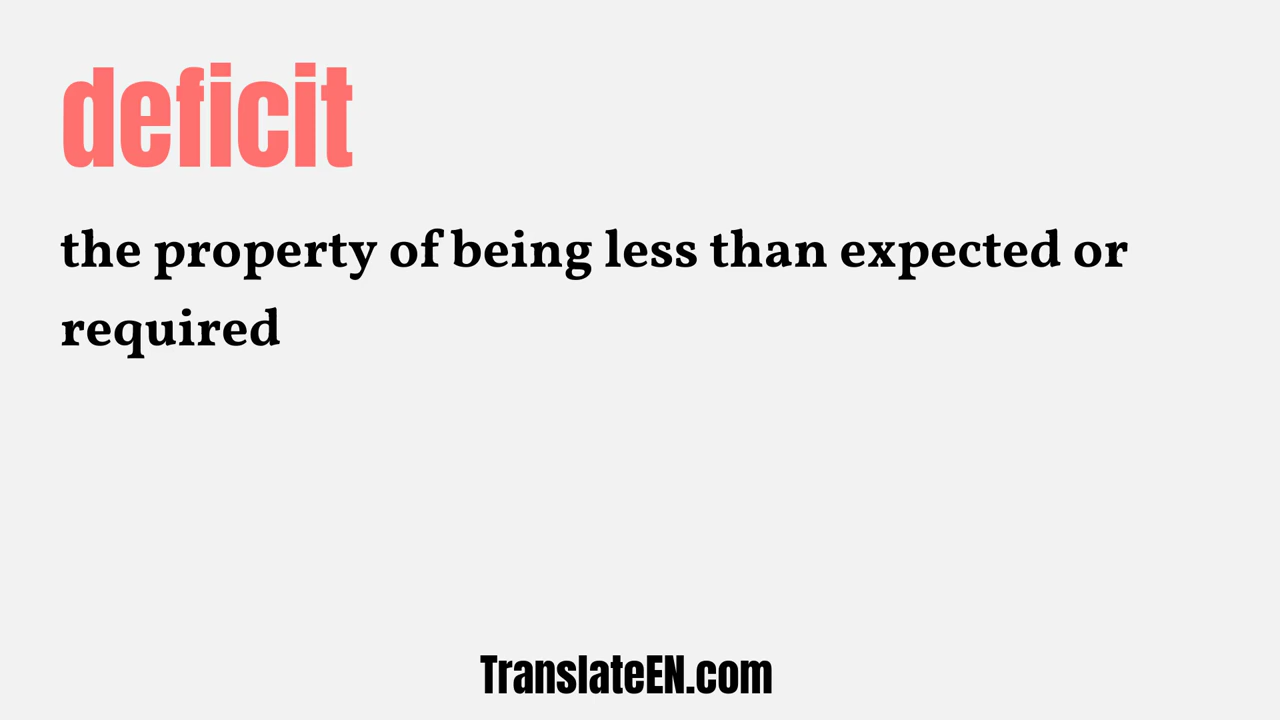 deficit
the property of being less than expected or
required
TranslateEN.com